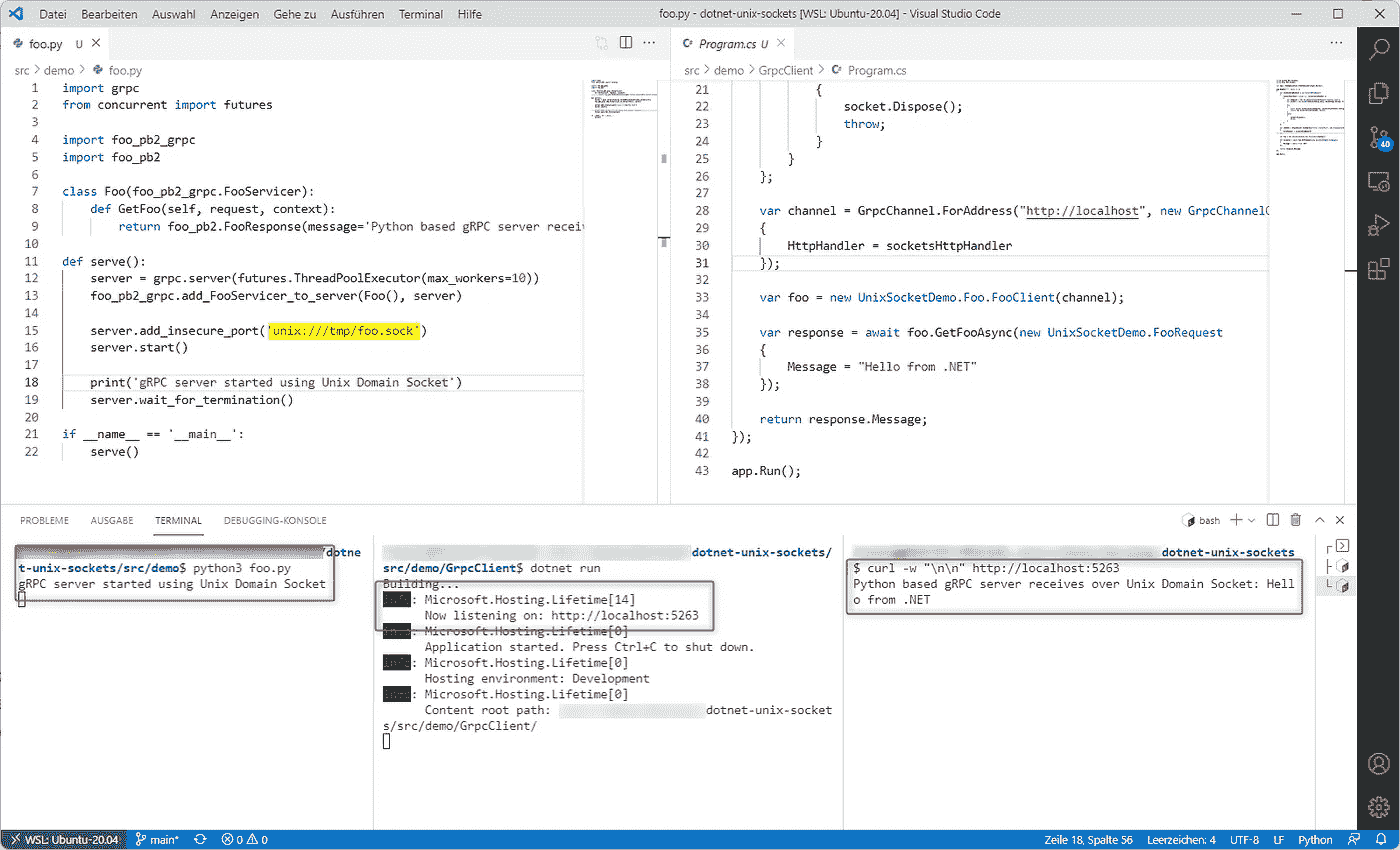 Datei Bearbeiten Auswahl Anzeigen Gehe zu Ausführen Terminal Hilfe
foo.py - dotnet-unix-sockets [WSL: Ubuntu-20.04] - Visual Studio Code
foo.py U
src > demo > foo.py
1 import grpc
2 from concurrent import futures
3
4 import foo_pb2_grpc
5 import foo_pb2
6
7 class Foo(foo_pb2_grpc.FooServicer):
8 def GetFoo(self, request, context):
9 return foo_pb2.FooResponse(message='Python based gRPC server recei
10
11 def serve():
12 server = grpc.server(futures.ThreadPoolExecutor(max_workers=10))
13 foo_pb2_grpc.add_FooServicer_to_server(Foo(), server)
14
15 server.add_insecure_port('unix:///tmp/foo.sock')
16 server.start()
17
18 print('gRPC server started using Unix Domain Socket')
19 server.wait_for_termination()
20
21 if __name__ == '__main__':
22 serve()
Program.cs U
src > demo > GrpcClient > Program.cs
21 {
22 socket.Dispose();
23 throw;
24 }
25 }
26 };
27
28 var channel = GrpcChannel.ForAddress("http://localhost", new GrpcChannel
29 {
30 HttpHandler = socketsHttpHandler
31 });
32
33 var foo = new UnixSocketDemo.Foo.FooClient(channel);
34
35 var response = await foo.GetFooAsync(new UnixSocketDemo.FooRequest
36 {
37 Message = "Hello from .NET"
38 });
39
40 return response.Message;
41 });
42
43 app.Run();
40
PROBLEME AUSGABE TERMINAL DEBUGGING-KONSOLE
bash
/dotne
t-unix-sockets/src/demo$ python3 foo.py
gRPC server started using Unix Domain Socket
dotnet-unix-sockets/
src/demo/GrpcClient$ dotnet run
Building...
info: Microsoft.Hosting.Lifetime[14]
Now listening on: http://localhost:5263
info: Microsoft.Hosting.Lifetime[0]
Application started. Press Ctrl+C to shut down.
info: Microsoft.Hosting.Lifetime[0]
Hosting environment: Development
info: Microsoft.Hosting.Lifetime[0]
Content root path: dotnet-unix-socket
s/src/demo/GrpcClient/
dotnet-unix-sockets
$ curl -w "\n\n" http://localhost:5263
Python based gRPC server receives over Unix Domain Socket: Hell
o from .NET
WSL: Ubuntu-20.04 main* 0 0
Zeile 18, Spalte 56 Leerzeichen: 4 UTF-8 LF Python